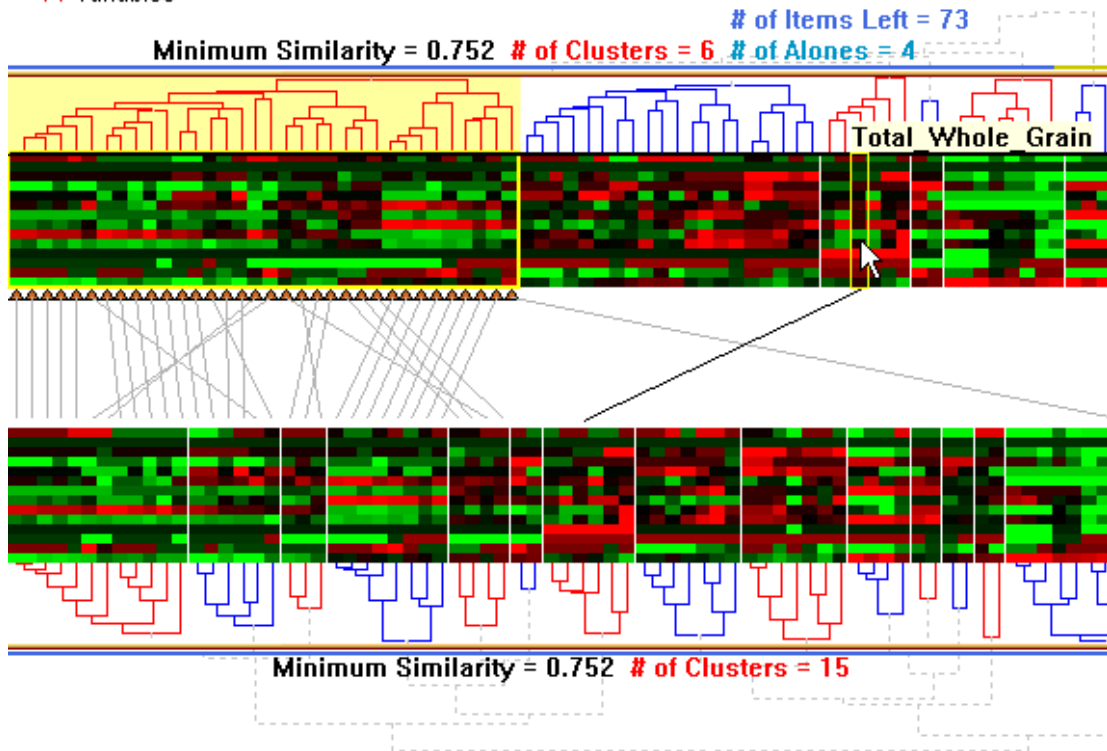 # of Items Left = 73
Minimum Similarity = 0.752 # of Clusters = 6 # of Alones = 4
Total_Whole_Grain
Minimum Similarity = 0.752 # of Clusters = 15